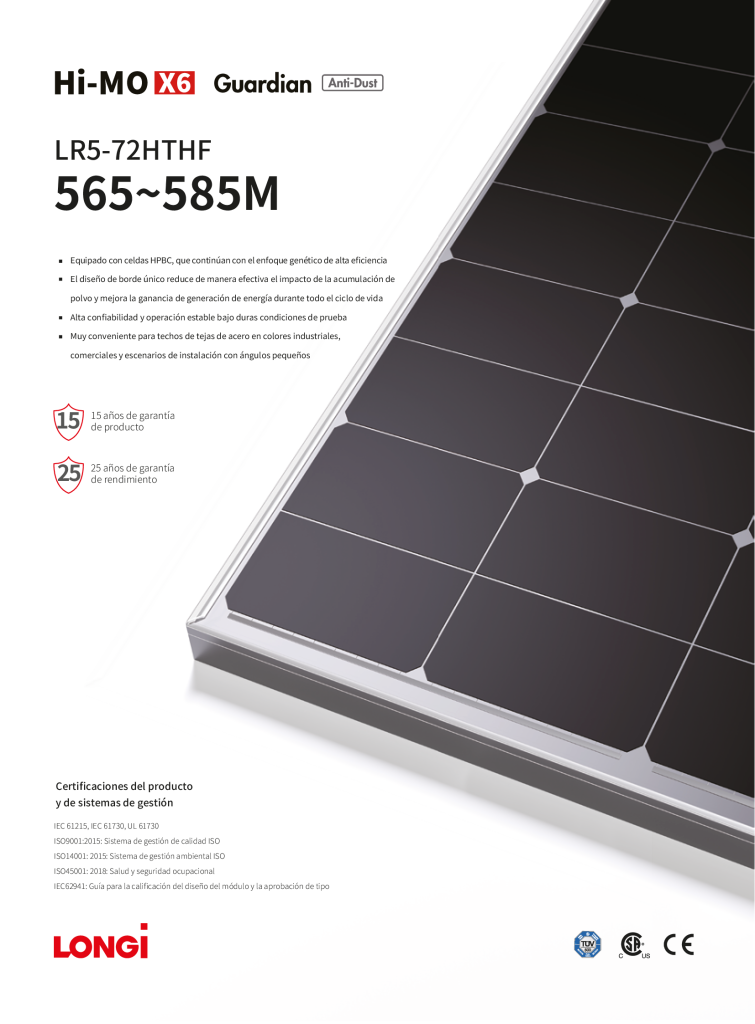 Hi-MO X6 Guardian Anti-Dust
LR5-72HTHF
565~585M
▪ Equipado con celdas HPBC, que continúan con el enfoque genético de alta eficiencia
▪ El diseño de borde único reduce de manera efectiva el impacto de la acumulación de
polvo y mejora la ganancia de generación de energía durante todo el ciclo de vida
▪ Alta confiabilidad y operación estable bajo duras condiciones de prueba
▪ Muy conveniente para techos de tejas de acero en colores industriales,
comerciales y escenarios de instalación con ángulos pequeños
15
15 años de garantía
de producto
25
25 años de garantía
de rendimiento
Certificaciones del producto
y de sistemas de gestión
IEC 61215, IEC 61730, UL 61730
ISO9001:2015: Sistema de gestión de calidad ISO
ISO14001: 2015: Sistema de gestión ambiental ISO
ISO45001: 2018: Salud y seguridad ocupacional
IEC62941: Guía para la calificación del diseño del módulo y la aprobación de tipo
LONGi
TÜV
C SA US
CE